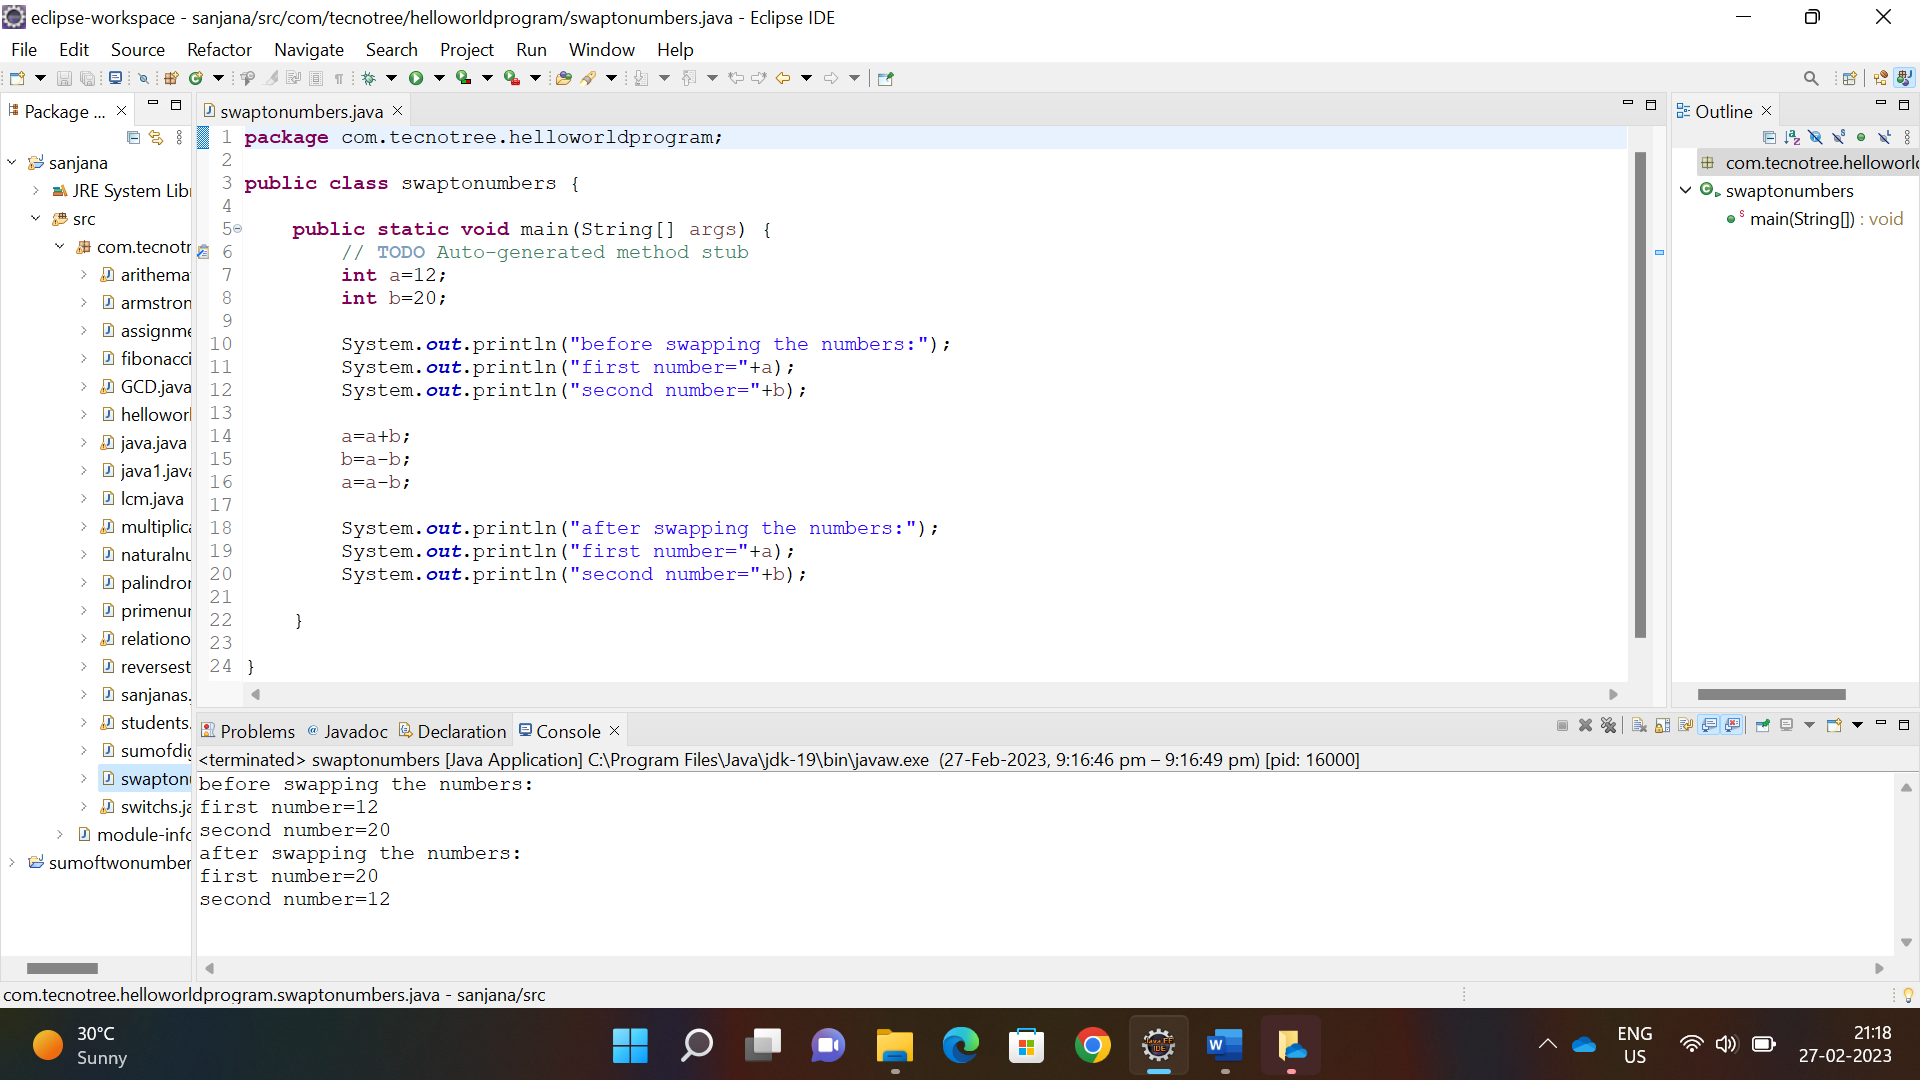 eclipse-workspace - sanjana/src/com/tecnotree/helloworldprogram/swaptonumbers.java - Eclipse IDE
File Edit Source Refactor Navigate Search Project Run Window Help
Package ...
sanjana
JRE System Libr
src
com.tecnotr
arithema
armstron
assignme
fibonacci
GCD.java
hellowor
java.java
java1.java
lcm.java
multiplica
naturalnu
palindron
primenun
relationo
reversest
sanjanas.
students.
sumofdig
swapton
switchs.ja
module-info
sumoftwonumber
swaptonumbers.java
1 package com.tecnotree.helloworldprogram;
2
3 public class swaptonumbers {
4
5 public static void main(String[] args) {
6 // TODO Auto-generated method stub
7 int a=12;
8 int b=20;
9
10 System.out.println("before swapping the numbers:");
11 System.out.println("first number="+a);
12 System.out.println("second number="+b);
13
14 a=a+b;
15 b=a-b;
16 a=a-b;
17
18 System.out.println("after swapping the numbers:");
19 System.out.println("first number="+a);
20 System.out.println("second number="+b);
21
22 }
23
24 }
Outline
com.tecnotree.helloworld
swaptonumbers
main(String[]) : void
Problems @ Javadoc Declaration Console
<terminated> swaptonumbers [Java Application] C:\Program Files\Java\jdk-19\bin\javaw.exe (27-Feb-2023, 9:16:46 pm – 9:16:49 pm) [pid: 16000]
before swapping the numbers:
first number=12
second number=20
after swapping the numbers:
first number=20
second number=12
com.tecnotree.helloworldprogram.swaptonumbers.java - sanjana/src
30°C
Sunny
ENG
US
21:18
27-02-2023